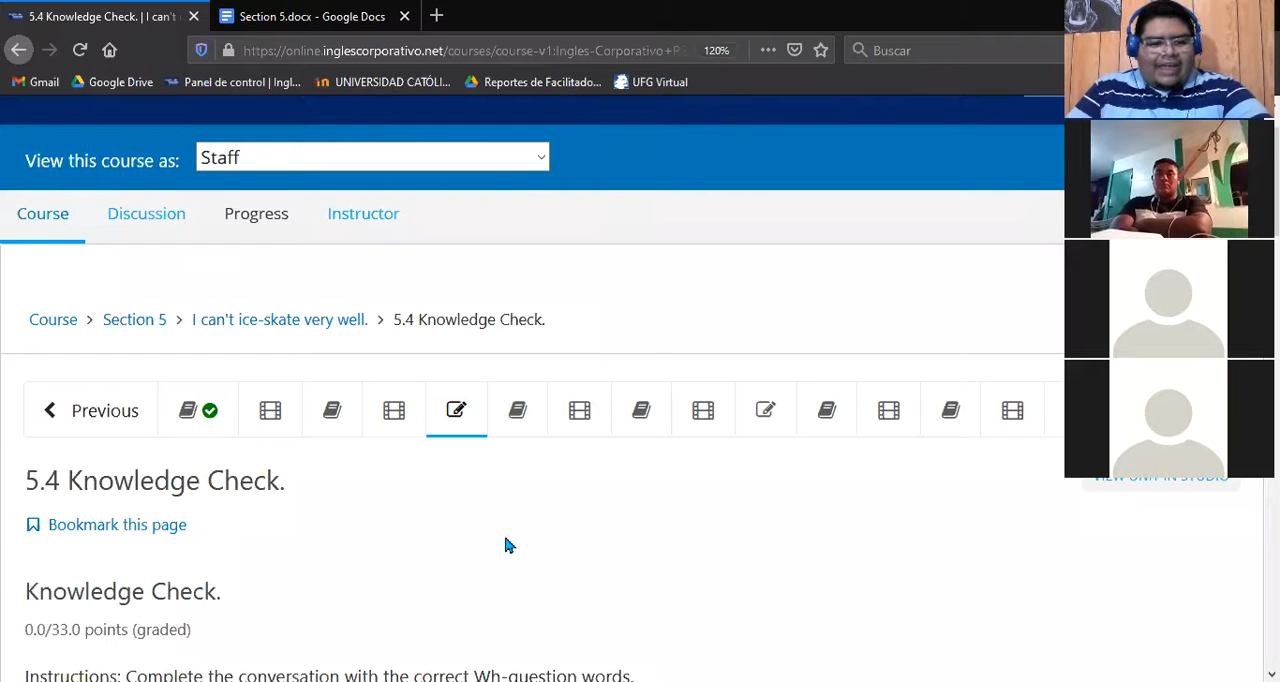 5.4 Knowledge Check. | I can't
Section 5.docx - Google Docs
https://online.inglescorporativo.net/courses/course-v1:Ingles-Corporativo+P
120%
Buscar
Gmail
Google Drive
Panel de control | Ingl...
UNIVERSIDAD CATÓLI...
Reportes de Facilitado...
UFG Virtual
View this course as:
Staff
Course
Discussion
Progress
Instructor
Course > Section 5 > I can't ice-skate very well. > 5.4 Knowledge Check.
Previous
5.4 Knowledge Check.
VIEW UNIT IN STUDIO
Bookmark this page
Knowledge Check.
0.0/33.0 points (graded)
Instructions: Complete the conversation with the correct Wh-question words.